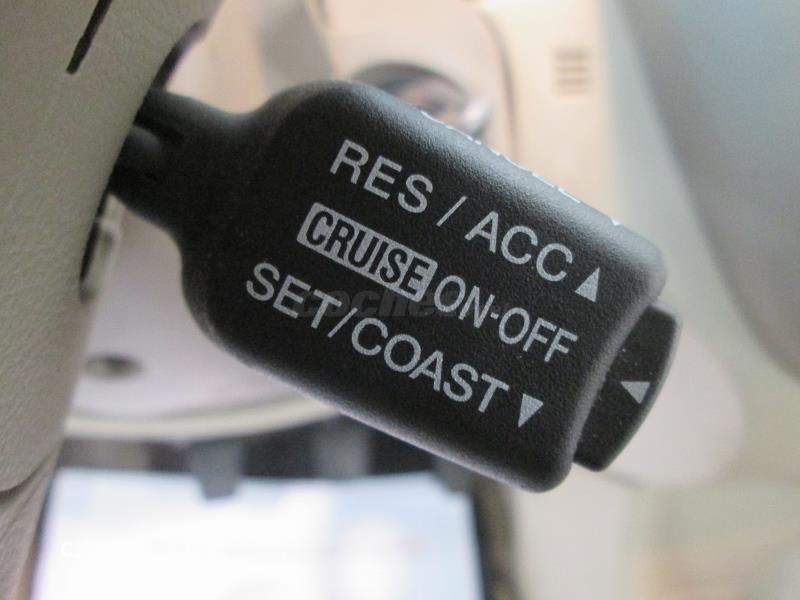 RES / ACC ▲
CRUISE ON-OFF
SET/COAST ▼